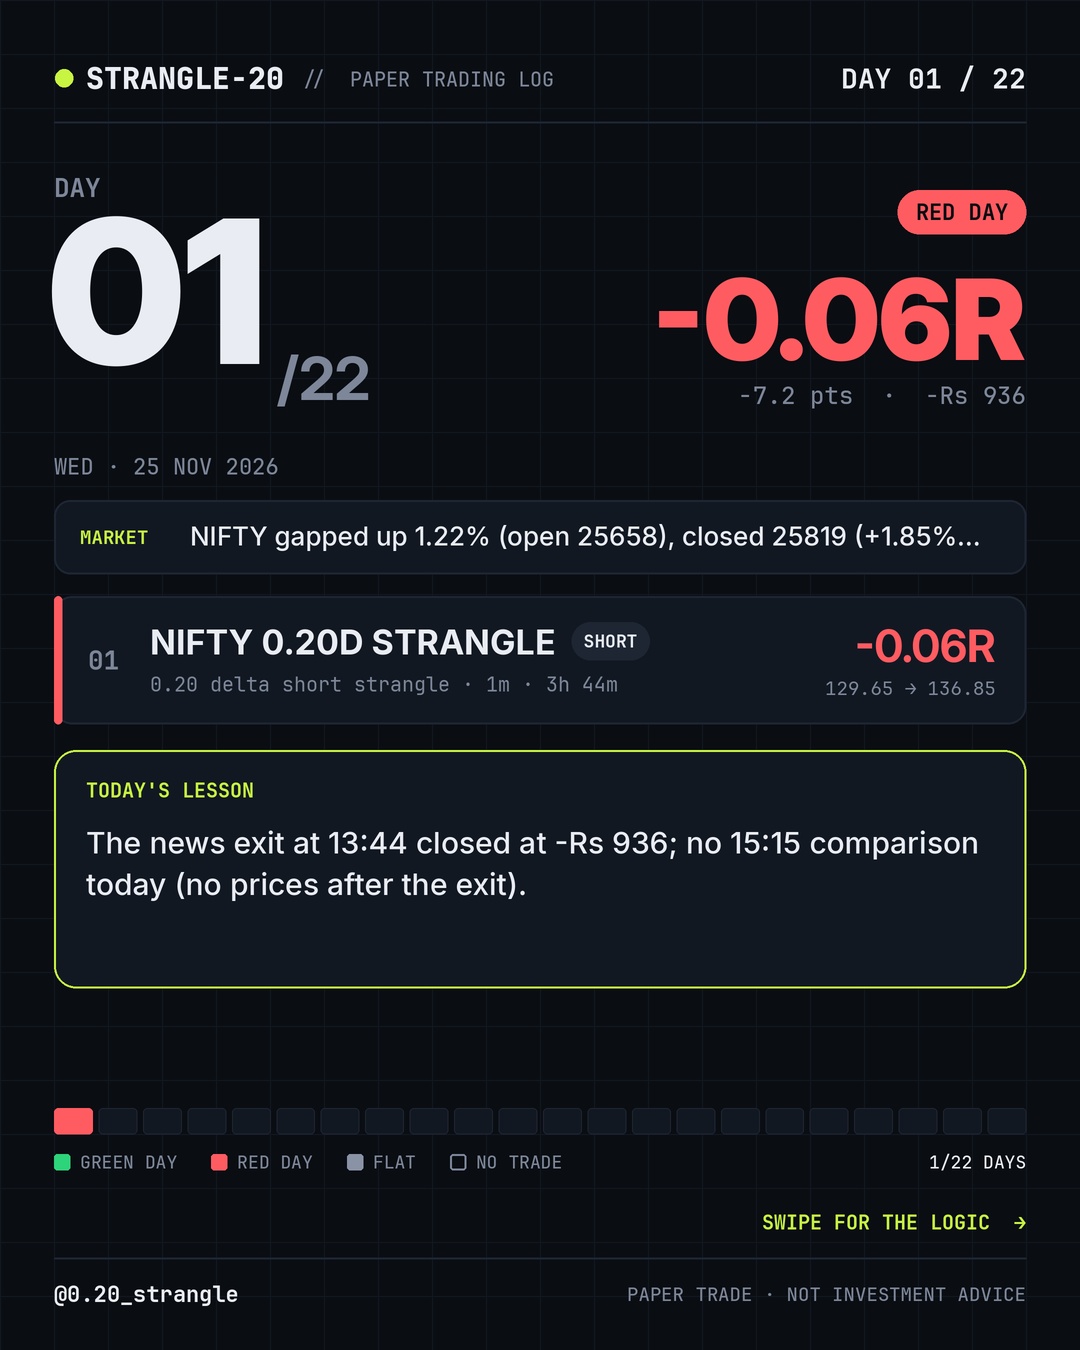 STRANGLE-20 // PAPER TRADING LOG
DAY 01 / 22
DAY
01/22
RED DAY
-0.06R
-7.2 pts · -Rs 936
WED · 25 NOV 2026
MARKET NIFTY gapped up 1.22% (open 25658), closed 25819 (+1.85%...
01 NIFTY 0.20D STRANGLE SHORT
0.20 delta short strangle · 1m · 3h 44m
-0.06R
129.65 → 136.85
TODAY'S LESSON
The news exit at 13:44 closed at -Rs 936; no 15:15 comparison
today (no prices after the exit).
GREEN DAY RED DAY FLAT NO TRADE
1/22 DAYS
SWIPE FOR THE LOGIC →
@0.20_strangle
PAPER TRADE · NOT INVESTMENT ADVICE